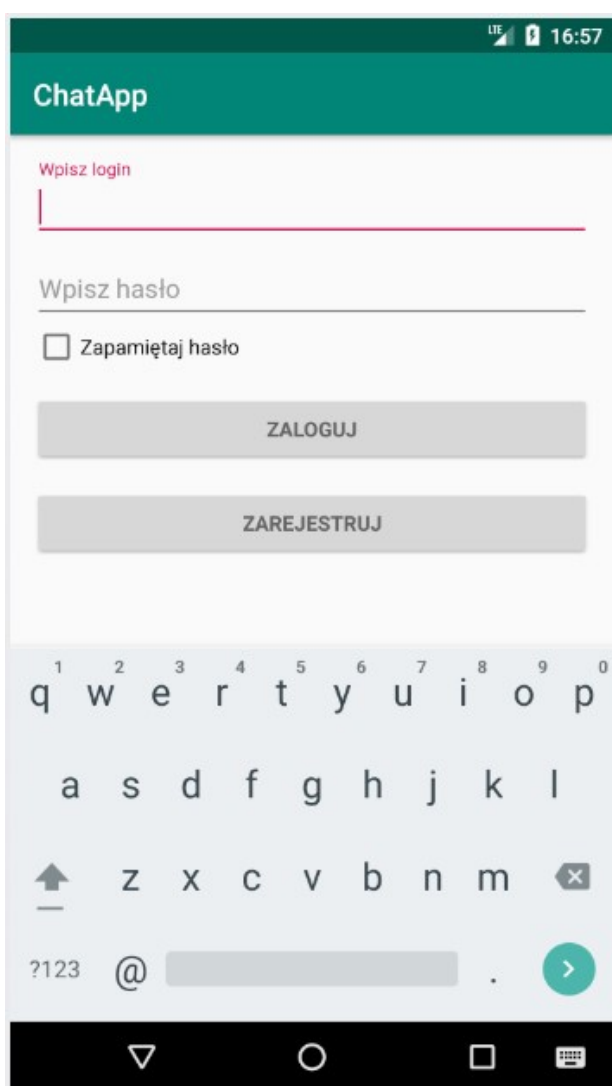 LTE 16:57
ChatApp
Wpisz login
Wpisz hasło
Zapamiętaj hasło
ZALOGUJ
ZAREJESTRUJ
1 2 3 4 5 6 7 8 9 0
q w e r t y u i o p
a s d f g h j k l
z x c v b n m
?123 @ .